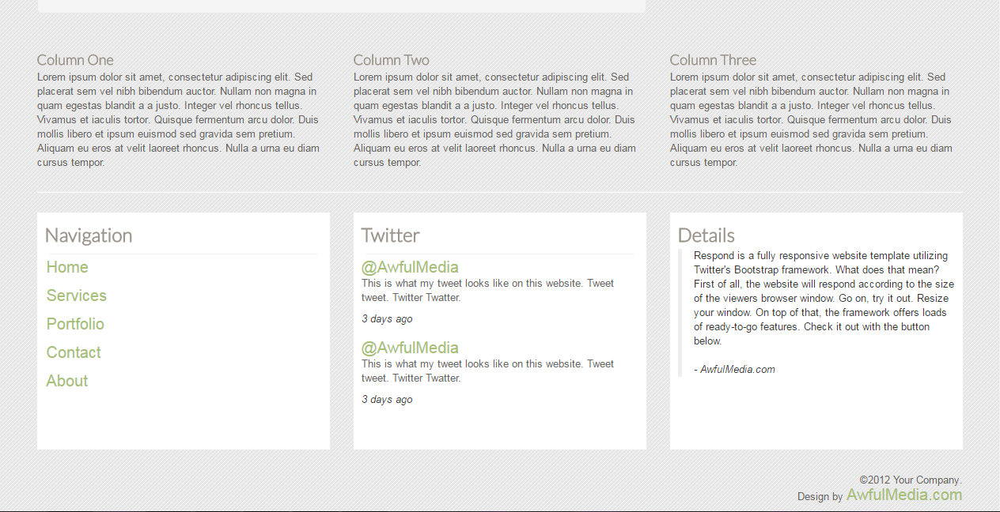 Column One
Lorem ipsum dolor sit amet, consectetur adipiscing elit. Sed
placerat sem vel nibh bibendum auctor. Nullam non magna in
quam egestas blandit a a justo. Integer vel rhoncus tellus.
Vivamus et iaculis tortor. Quisque fermentum arcu dolor. Duis
mollis libero et ipsum euismod sed gravida sem pretium.
Aliquam eu eros at velit laoreet rhoncus. Nulla a urna eu diam
cursus tempor.
Column Two
Lorem ipsum dolor sit amet, consectetur adipiscing elit. Sed
placerat sem vel nibh bibendum auctor. Nullam non magna in
quam egestas blandit a a justo. Integer vel rhoncus tellus.
Vivamus et iaculis tortor. Quisque fermentum arcu dolor. Duis
mollis libero et ipsum euismod sed gravida sem pretium.
Aliquam eu eros at velit laoreet rhoncus. Nulla a urna eu diam
cursus tempor.
Column Three
Lorem ipsum dolor sit amet, consectetur adipiscing elit. Sed
placerat sem vel nibh bibendum auctor. Nullam non magna in
quam egestas blandit a a justo. Integer vel rhoncus tellus.
Vivamus et iaculis tortor. Quisque fermentum arcu dolor. Duis
mollis libero et ipsum euismod sed gravida sem pretium.
Aliquam eu eros at velit laoreet rhoncus. Nulla a urna eu diam
cursus tempor.
Navigation
Home
Services
Portfolio
Contact
About
Twitter
@AwfulMedia
This is what my tweet looks like on this website. Tweet
tweet. Twitter Twatter.
3 days ago
@AwfulMedia
This is what my tweet looks like on this website. Tweet
tweet. Twitter Twatter.
3 days ago
Details
Respond is a fully responsive website template utilizing
Twitter's Bootstrap framework. What does that mean?
First of all, the website will respond according to the size
of the viewers browser window. Go on, try it out. Resize
your window. On top of that, the framework offers loads
of ready-to-go features. Check it out with the button
below.
- AwfulMedia.com
©2012 Your Company.
Design by AwfulMedia.com